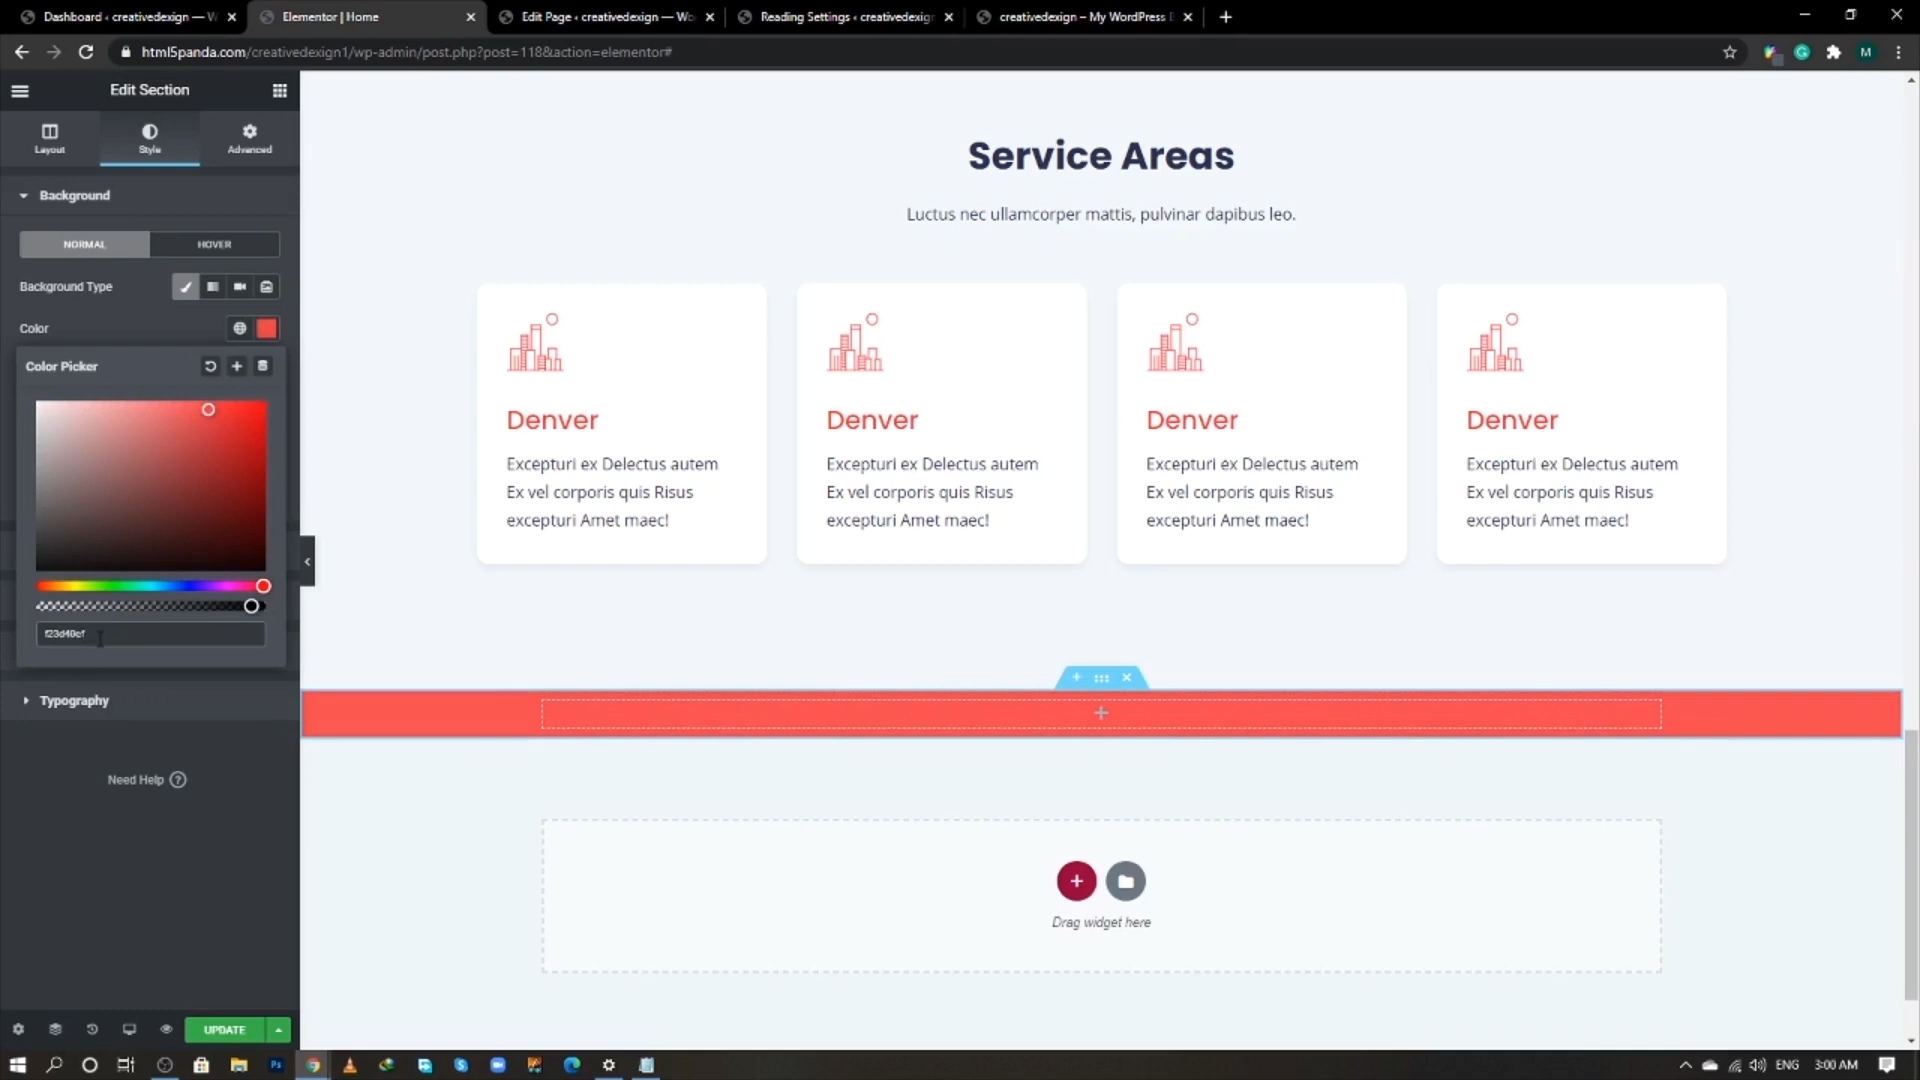 Dashboard ‹ creativedexign — W
Elementor | Home
Edit Page ‹ creativedexign — Wo
Reading Settings ‹ creativedexign
creativedexign – My WordPress B
html5panda.com/creativedexign1/wp-admin/post.php?post=118&action=elementor#
M
Edit Section
Layout
Style
Advanced
Background
NORMAL
HOVER
Background Type
Color
Color Picker
Typography
Need Help
UPDATE
Service Areas
Luctus nec ullamcorper mattis, pulvinar dapibus leo.
Denver
Excepturi ex Delectus autem
Ex vel corporis quis Risus
excepturi Amet maec!
Denver
Excepturi ex Delectus autem
Ex vel corporis quis Risus
excepturi Amet maec!
Denver
Excepturi ex Delectus autem
Ex vel corporis quis Risus
excepturi Amet maec!
Denver
Excepturi ex Delectus autem
Ex vel corporis quis Risus
excepturi Amet maec!
Drag widget here
Ps
ENG
3:00 AM